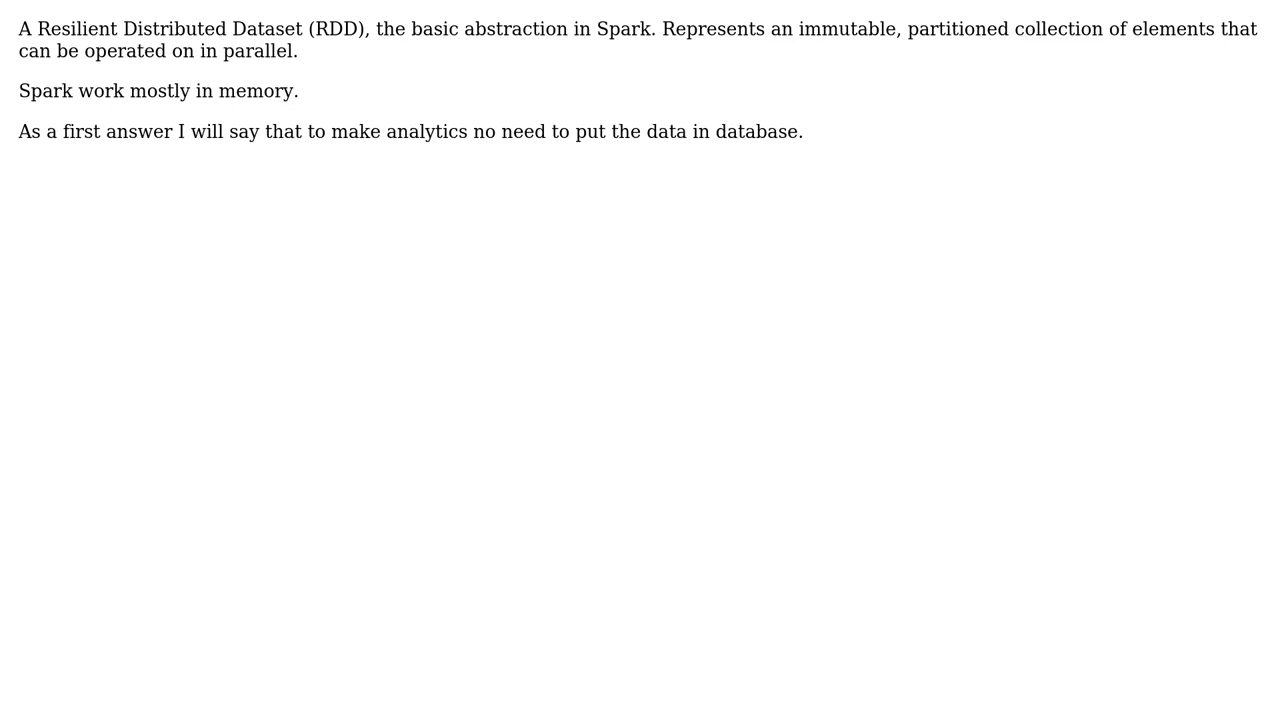 A Resilient Distributed Dataset (RDD), the basic abstraction in Spark. Represents an immutable, partitioned collection of elements that
can be operated on in parallel.
Spark work mostly in memory.
As a first answer I will say that to make analytics no need to put the data in database.